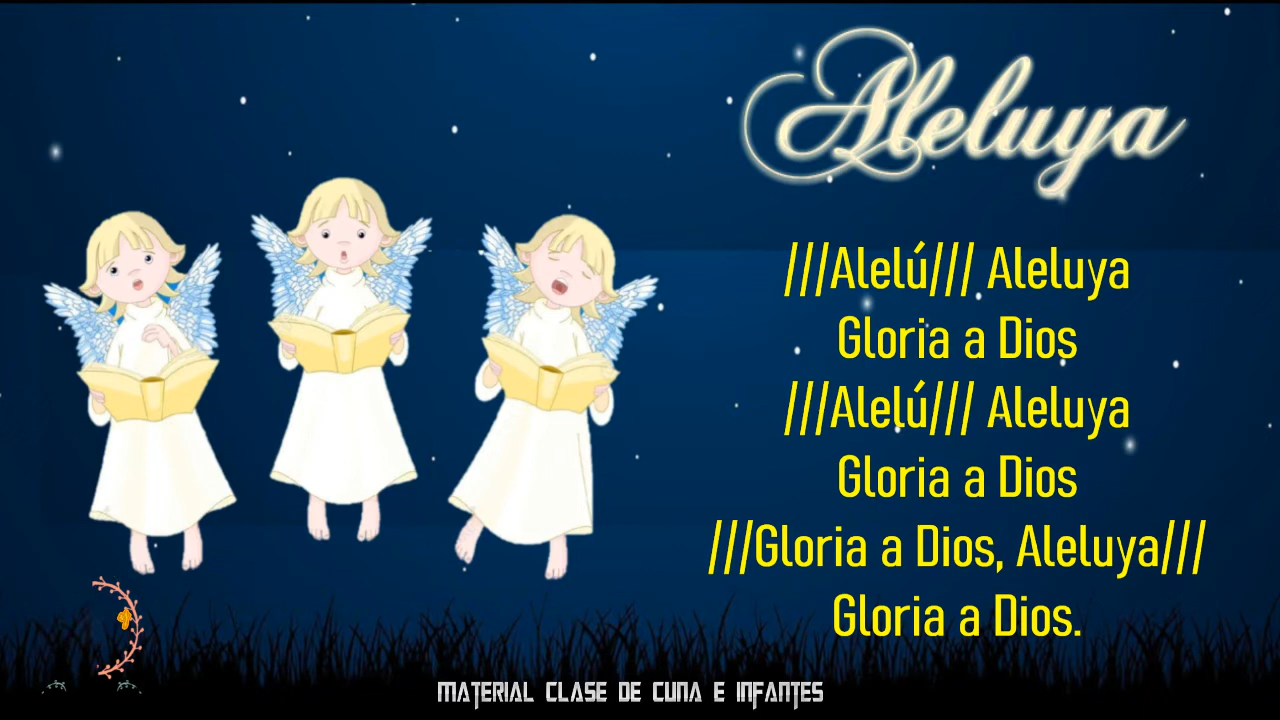 Aleluya
///Alelú/// Aleluya
Gloria a Dios
///Alelú/// Aleluya
Gloria a Dios
///Gloria a Dios, Aleluya///
Gloria a Dios.
MATERIAL CLASE DE CUNA E INFANTES